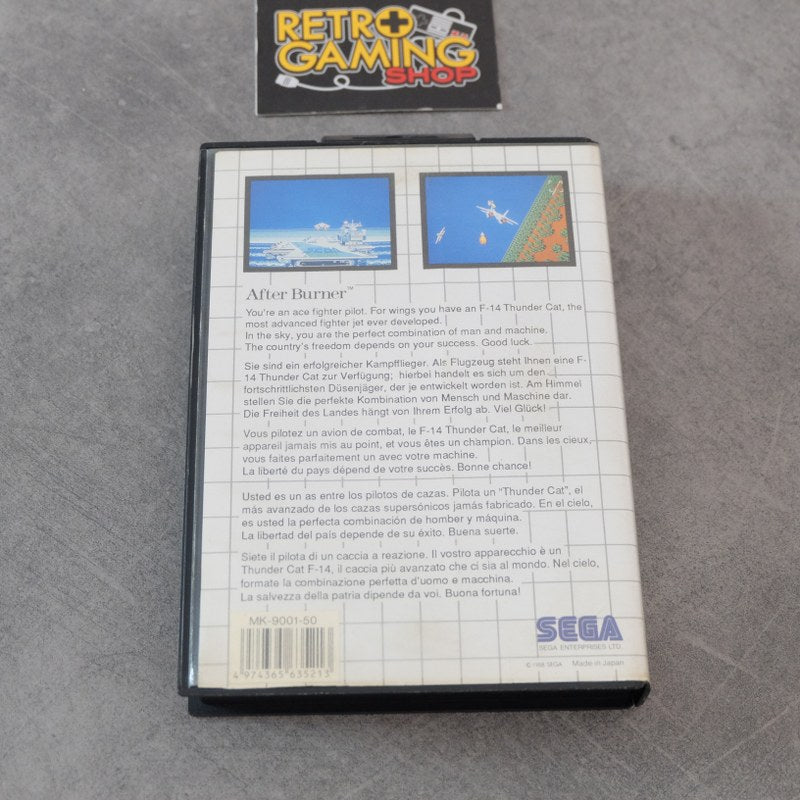 RETRO
GAMING
SHOP
After Burner™
You're an ace fighter pilot. For wings you have an F-14 Thunder Cat, the
most advanced fighter jet ever developed.
In the sky, you are the perfect combination of man and machine.
The country's freedom depends on your success. Good luck.
Sie sind ein erfolgreicher Kampfflieger. Als Flugzeug steht Ihnen eine F-
14 Thunder Cat zur Verfügung; hierbei handelt es sich um den
fortschrittlichsten Düsenjäger, der je entwickelt worden ist. Am Himmel
stellen Sie die perfekte Kombination von Mensch und Maschine dar.
Die Freiheit des Landes hängt von Ihrem Erfolg ab. Viel Glück!
Vous pilotez un avion de combat, le F-14 Thunder Cat, le meilleur
appareil jamais mis au point, et vous êtes un champion. Dans les cieux,
vous faites parfaitement un avec votre machine.
La liberté du pays dépend de votre succès. Bonne chance!
Usted es un as entre los pilotos de cazas. Pilota un "Thunder Cat", el
más avanzado de los cazas supersónicos jamás fabricado. En el cielo,
es usted la perfecta combinación de homber y máquina.
La libertad del país depende de su éxito. Buena suerte.
Siete il pilota di un caccia a reazione. Il vostro apparecchio è un
Thunder Cat F-14, il caccia più avanzato che ci sia al mondo. Nel cielo,
formate la combinazione perfetta d'uomo e macchina.
La salvezza della patria dipende da voi. Buona fortuna!
MK-9001-50
4 974365 635213
SEGA
SEGA ENTERPRISES LTD.
© 1988 SEGA Made in Japan